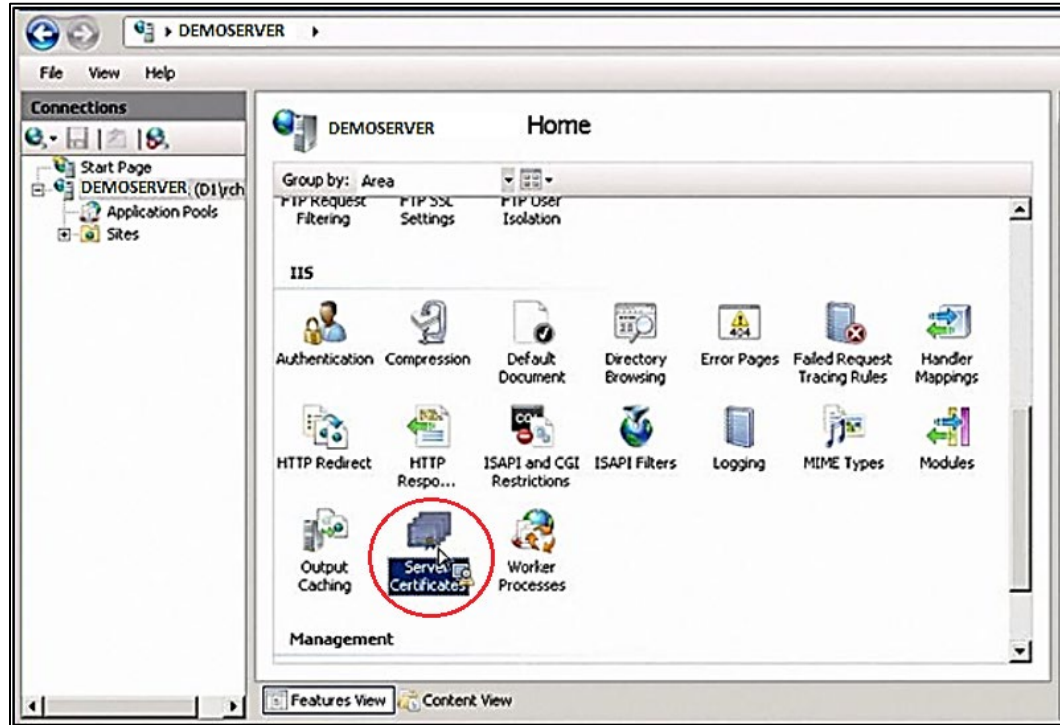 DEMOSERVER
File View Help
Connections
Start Page
DEMOSERVER (D1\rch
Application Pools
Sites
DEMOSERVER Home
Group by: Area
FTP Request FTP SSL FTP User
Filtering Settings Isolation
IIS
Authentication Compression Default Directory Error Pages Failed Request Handler
Document Browsing Tracing Rules Mappings
404
HTTP Redirect HTTP ISAPI and CGI ISAPI Filters Logging MIME Types Modules
Respo... Restrictions
Output Server Worker
Caching Certificates Processes
Management
Features View Content View